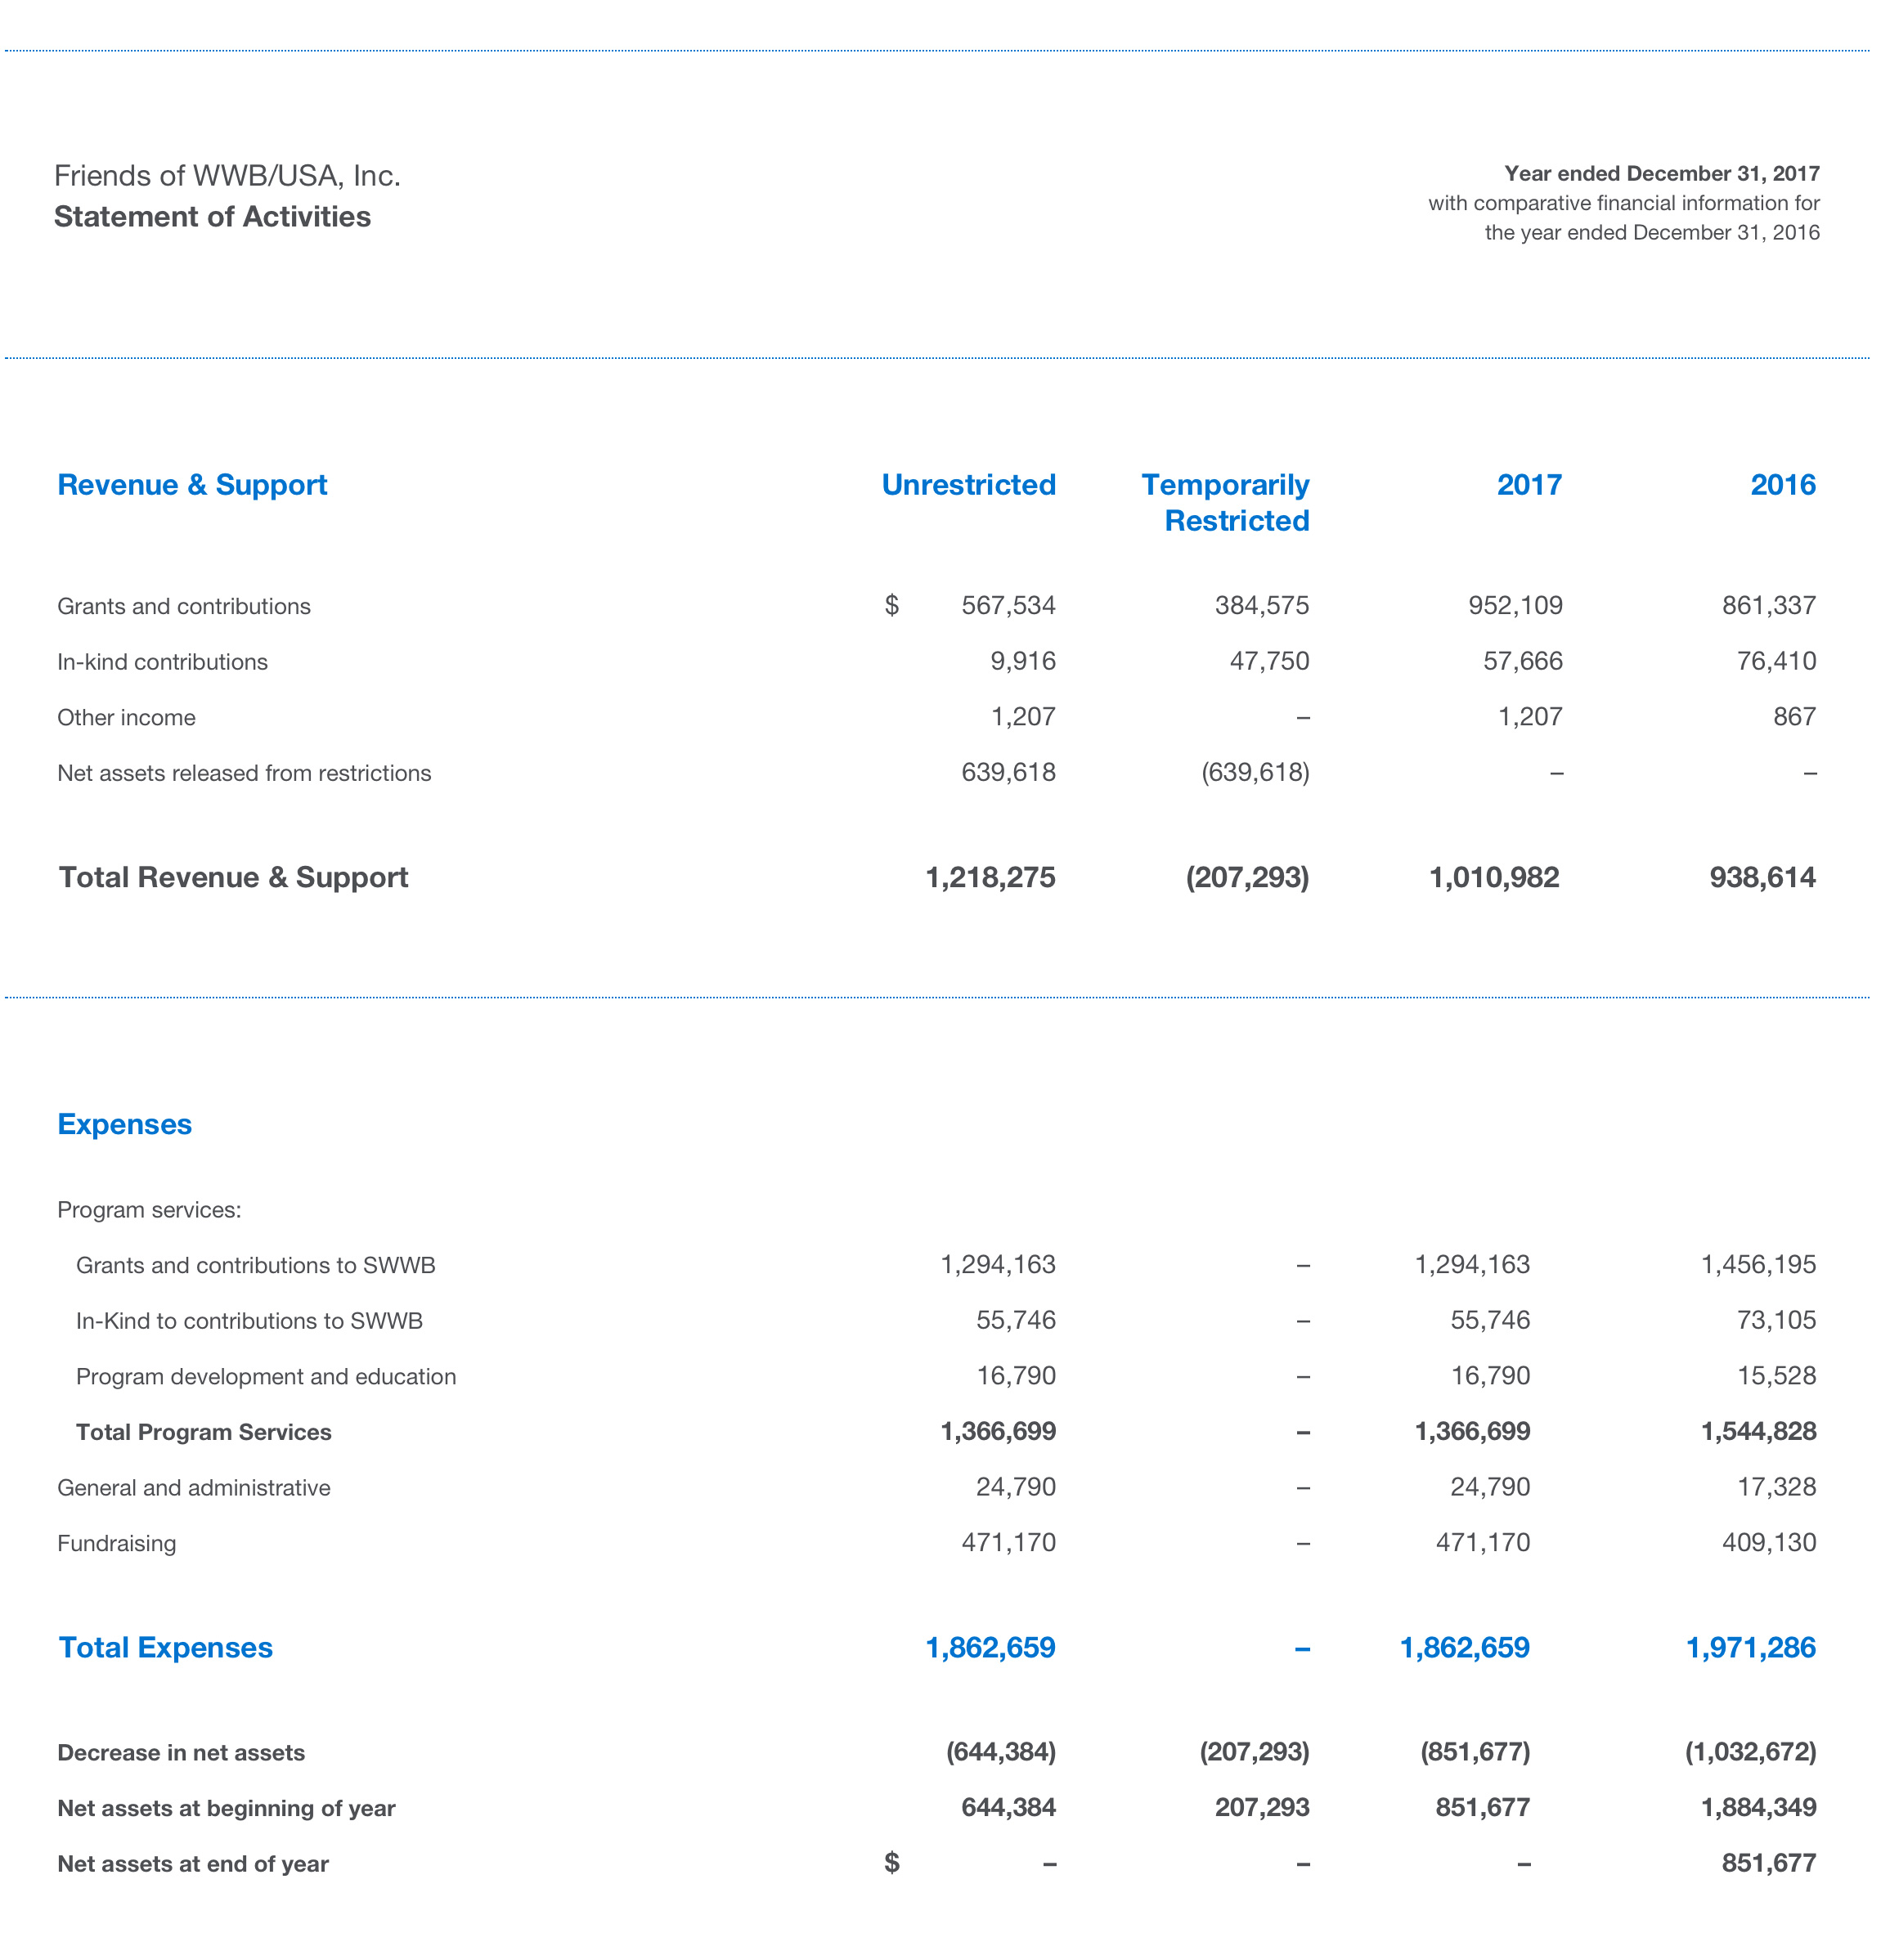 Friends of WWB/USA, Inc.
Statement of Activities
Year ended December 31, 2017
with comparative financial information for
the year ended December 31, 2016
Revenue & Support Unrestricted Temporarily Restricted 2017 2016
Grants and contributions $ 567,534 384,575 952,109 861,337
In-kind contributions 9,916 47,750 57,666 76,410
Other income 1,207 – 1,207 867
Net assets released from restrictions 639,618 (639,618) – –
Total Revenue & Support 1,218,275 (207,293) 1,010,982 938,614
Expenses
Program services:
Grants and contributions to SWWB 1,294,163 – 1,294,163 1,456,195
In-Kind to contributions to SWWB 55,746 – 55,746 73,105
Program development and education 16,790 – 16,790 15,528
Total Program Services 1,366,699 – 1,366,699 1,544,828
General and administrative 24,790 – 24,790 17,328
Fundraising 471,170 – 471,170 409,130
Total Expenses 1,862,659 – 1,862,659 1,971,286
Decrease in net assets (644,384) (207,293) (851,677) (1,032,672)
Net assets at beginning of year 644,384 207,293 851,677 1,884,349
Net assets at end of year $ – – – 851,677